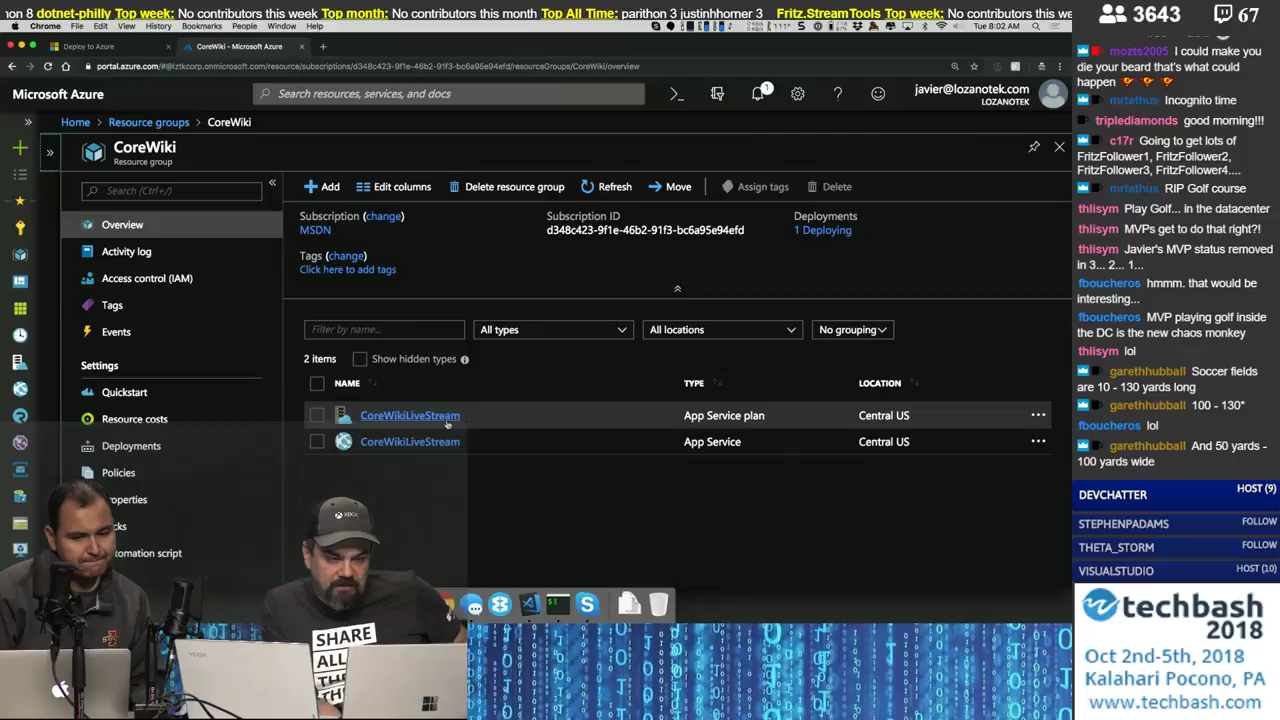 ron 8 dotnet-philly Top week: No contributors this week Top month: No contributors this month Top All Time: parithon 3 justinhhorner 3 Fritz.StreamTools Top week: No contributors this we
Chrome File Edit View History Bookmarks People Window Help Tue 8:02 AM
Deploy to Azure
CoreWiki - Microsoft Azure
portal.azure.com/#@lztkcorp.onmicrosoft.com/resource/subscriptions/d348c423-9f1e-46b2-91f3-bc6a95e94efd/resourceGroups/CoreWiki/overview
Microsoft Azure
Search resources, services, and docs
1
javier@lozanotek.com
LOZANOTEK
Home > Resource groups > CoreWiki
CoreWiki
Resource group
Search (Ctrl+/)
Overview
Activity log
Access control (IAM)
Tags
Events
Settings
Quickstart
Resource costs
Deployments
Policies
operties
cks
tomation script
Add Edit columns Delete resource group Refresh Move Assign tags Delete
Subscription (change)
MSDN
Subscription ID
d348c423-9f1e-46b2-91f3-bc6a95e94efd
Deployments
1 Deploying
Tags (change)
Click here to add tags
Filter by name...
All types
All locations
No grouping
2 items Show hidden types
NAME TYPE LOCATION
CoreWikiLiveStream App Service plan Central US
CoreWikiLiveStream App Service Central US
XBOX
SHARE
ALL
THE
YOGA
3643 67
mozts2005 I could make you
die your beard that's what could
happen
mrtethus Incognito time
triplediamonds good morning!!!
c17r Going to get lots of
FritzFollower1, FritzFollower2,
FritzFollower3, FritzFollower4,
mrtethus RIP Golf course
thlisym Play Golf... in the datacenter
thlisym MVPs get to do that right?!
thlisym Javier's MVP status removed
in 3... 2... 1...
fboucheros hmmm. that would be
interesting...
fboucheros MVP playing golf inside
the DC is the new chaos monkey
thlisym lol
garethhubball Soccer fields
are 10 - 130 yards long
garethhubball 100 - 130*
fboucheros lol
garethhubball And 50 yards -
100 yards wide
DEVCHATTER HOST (9)
STEPHENPADAMS FOLLOW
THETA_STORM FOLLOW
VISUALSTUDIO HOST (10)
techbash
2018
Oct 2nd-5th, 2018
Kalahari Pocono, PA
www.techbash.com